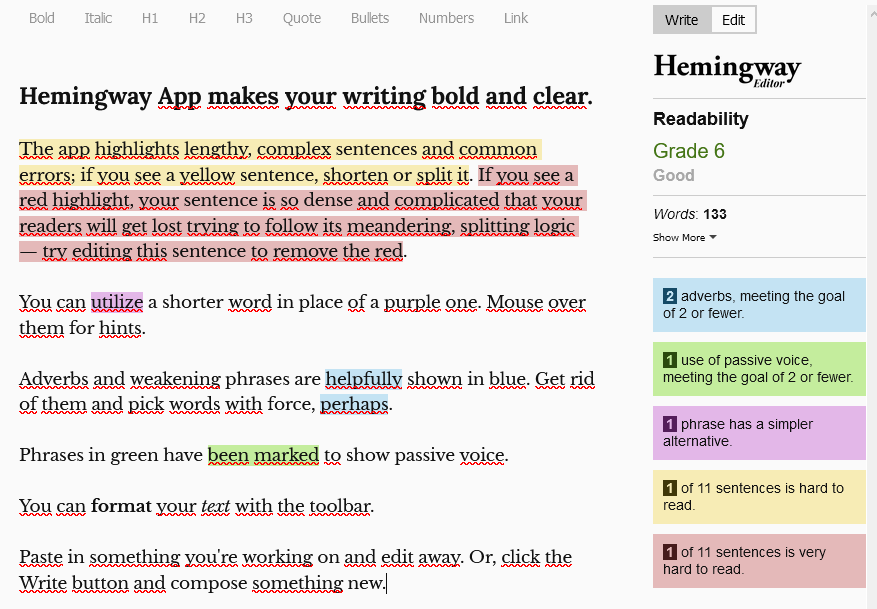 Bold Italic H1 H2 H3 Quote Bullets Numbers Link
Hemingway App makes your writing bold and clear.
The app highlights lengthy, complex sentences and common
errors; if you see a yellow sentence, shorten or split it. If you see a
red highlight, your sentence is so dense and complicated that your
readers will get lost trying to follow its meandering, splitting logic
— try editing this sentence to remove the red.
You can utilize a shorter word in place of a purple one. Mouse over
them for hints.
Adverbs and weakening phrases are helpfully shown in blue. Get rid
of them and pick words with force, perhaps.
Phrases in green have been marked to show passive voice.
You can format your text with the toolbar.
Paste in something you're working on and edit away. Or, click the
Write button and compose something new.
Write Edit
Hemingway
Editor
Readability
Grade 6
Good
Words: 133
Show More
2 adverbs, meeting the goal
of 2 or fewer.
1 use of passive voice,
meeting the goal of 2 or fewer.
1 phrase has a simpler
alternative.
1 of 11 sentences is hard to
read.
1 of 11 sentences is very
hard to read.